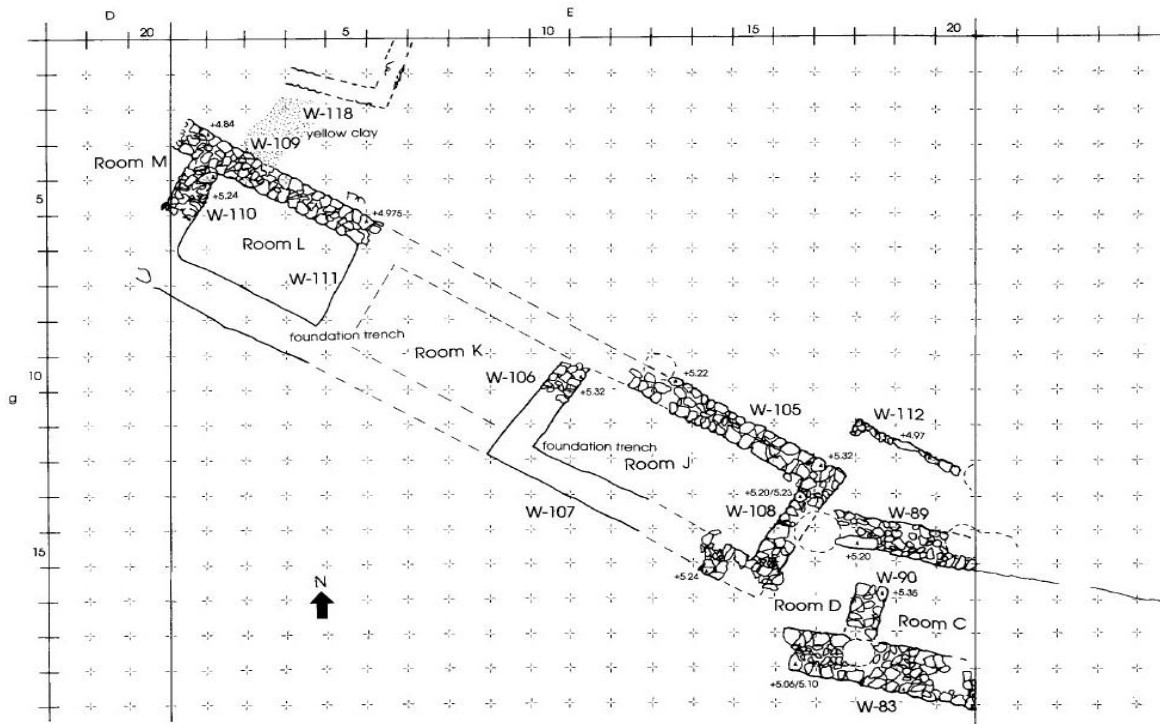 D
E
20
5
10
15
20
W-118
yellow clay
+4.84
W-109
Room M
5
+5.24
+4.975
W-110
Room L
W-111
foundation trench
Room K
+5.22
10
W-106
+5.32
g
W-105
W-112
+4.97
foundation trench
Room J
+5.32
+5.20/5.23
W-107
W-108
W-89
15
+5.20
+5.24
N
W-90
+5.35
Room D
Room C
+5.06/5.10
W-83